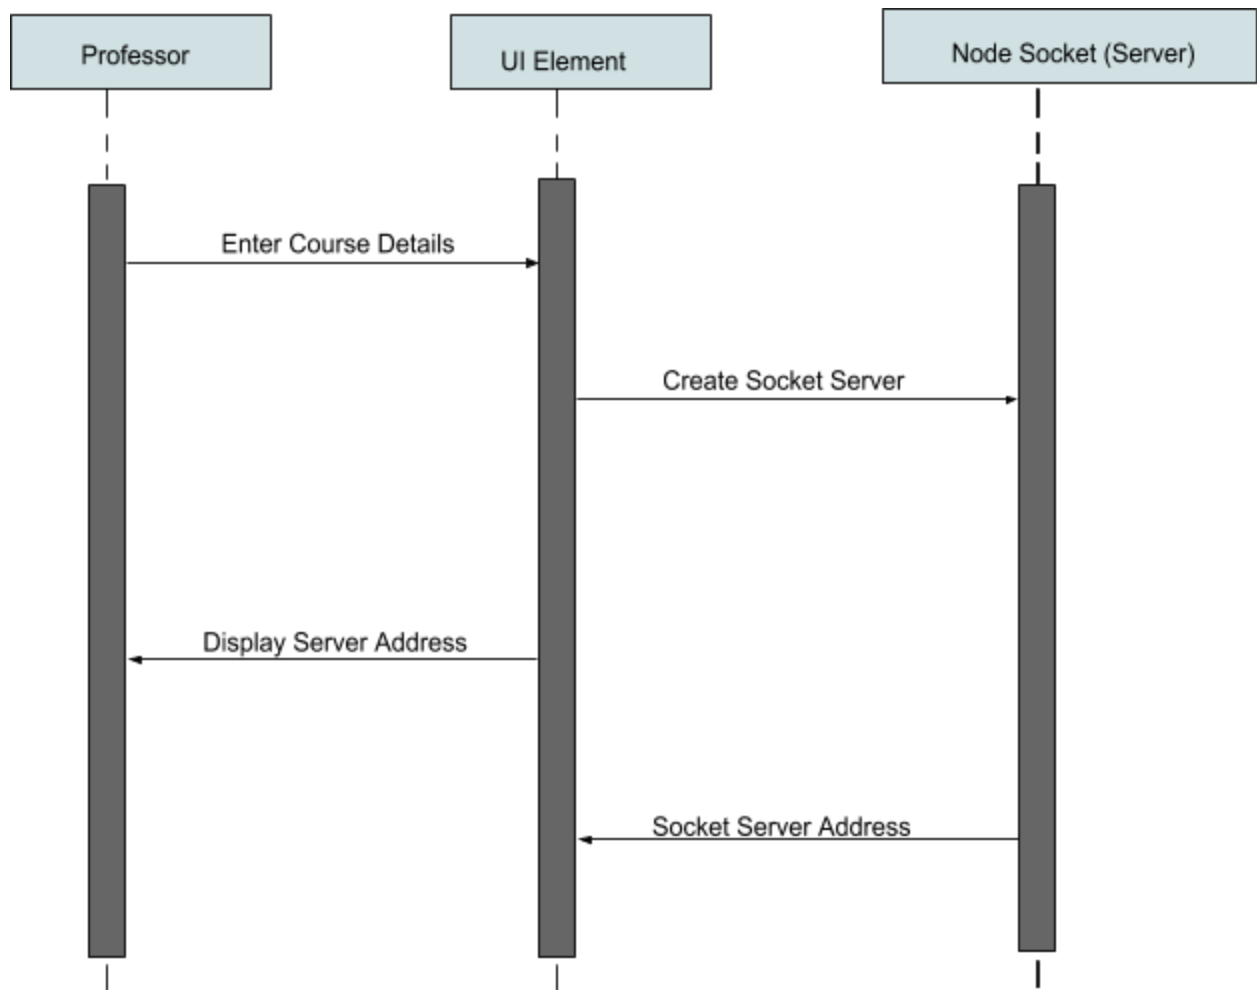 Professor
UI Element
Node Socket (Server)
Enter Course Details
Create Socket Server
Display Server Address
Socket Server Address